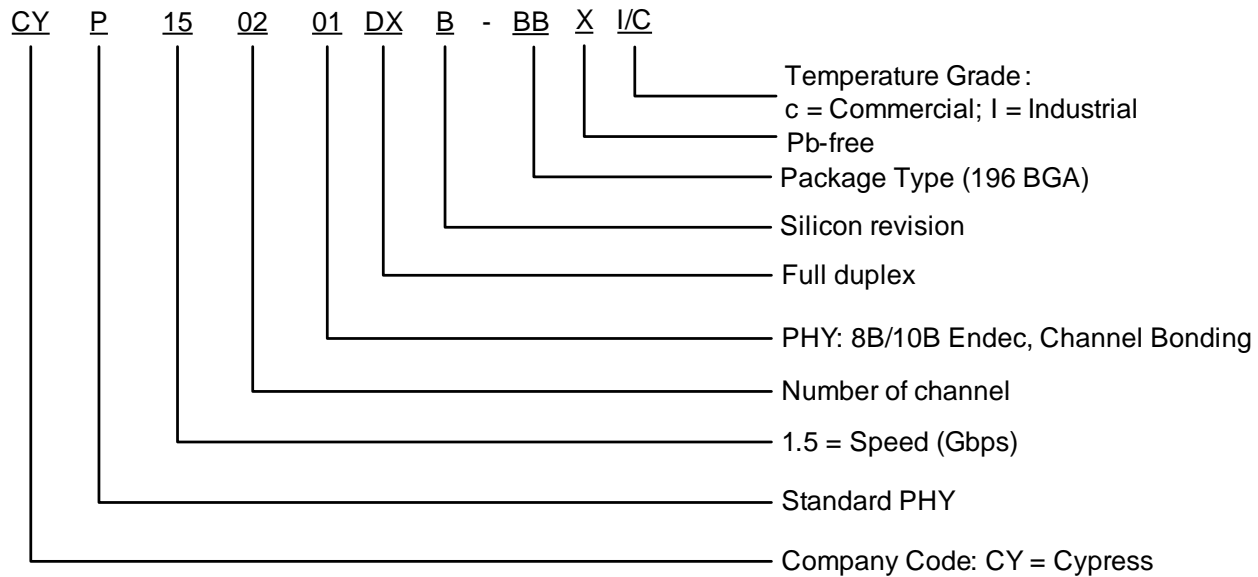 CY P 15 02 01 DX B - BB X I/C
Temperature Grade:
c = Commercial; I = Industrial
Pb-free
Package Type (196 BGA)
Silicon revision
Full duplex
PHY: 8B/10B Endec, Channel Bonding
Number of channel
1.5 = Speed (Gbps)
Standard PHY
Company Code: CY = Cypress